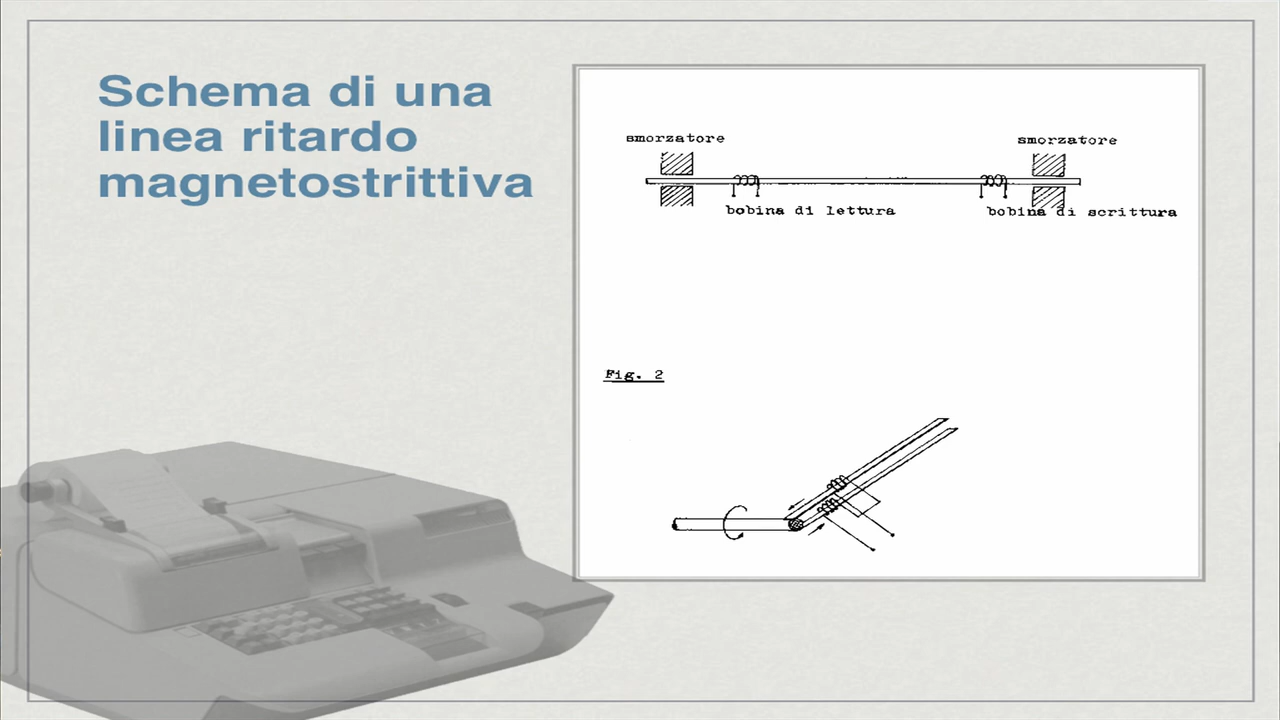 Schema di una
linea ritardo
magnetostrittiva
smorzatore
smorzatore
bobina di lettura
bobina di scrittura
Fig. 2